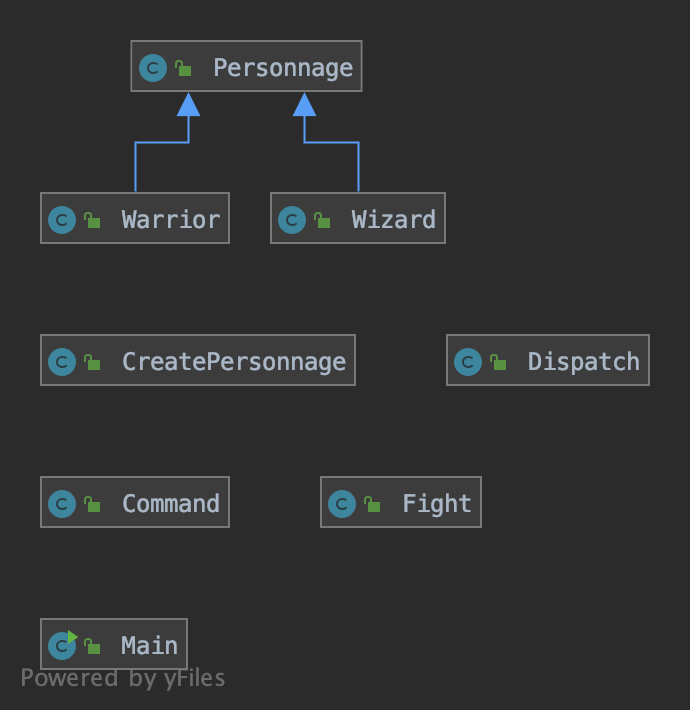 Personnage
Warrior
Wizard
CreatePersonnage
Dispatch
Command
Fight
Main
Powered by yFiles